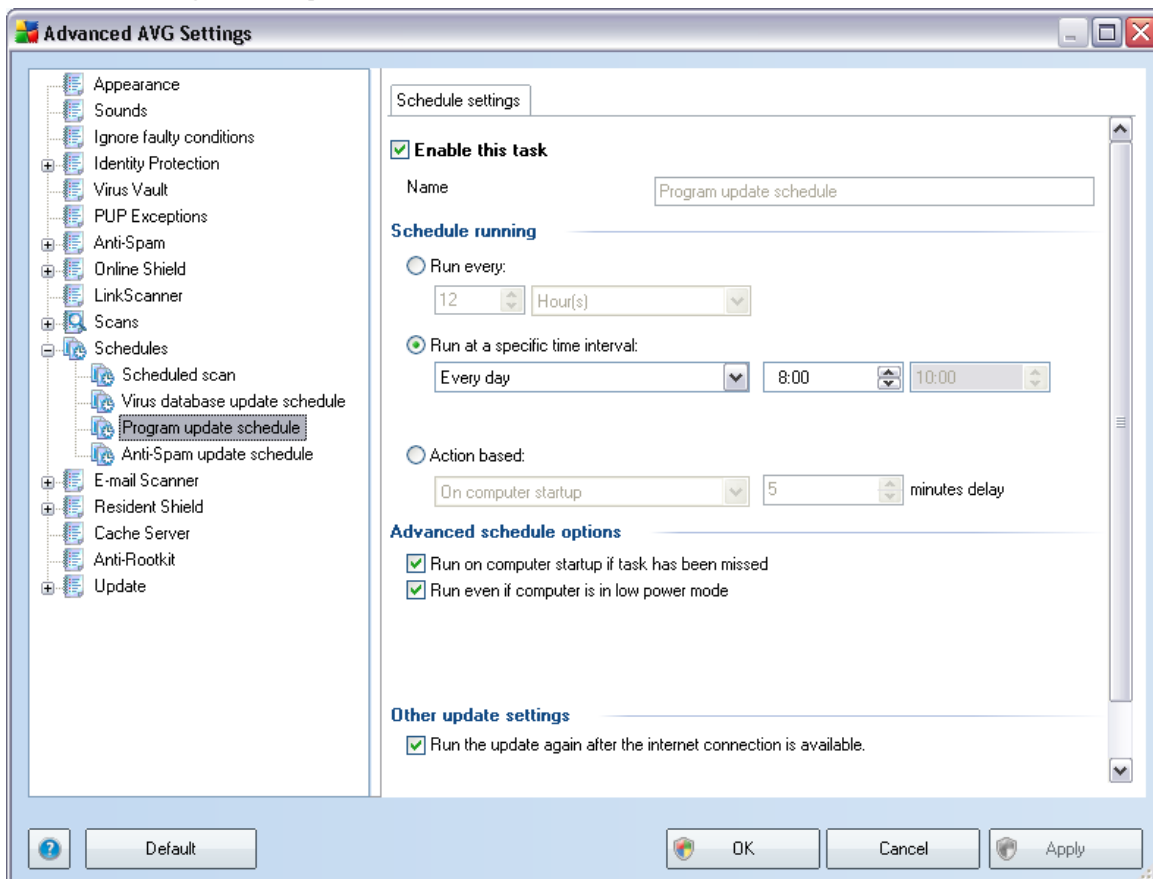 Advanced AVG Settings
Appearance
Sounds
Ignore faulty conditions
Identity Protection
Virus Vault
PUP Exceptions
Anti-Spam
Online Shield
LinkScanner
Scans
Schedules
Scheduled scan
Virus database update schedule
Program update schedule
Anti-Spam update schedule
E-mail Scanner
Resident Shield
Cache Server
Anti-Rootkit
Update
Schedule settings
Enable this task
Name Program update schedule
Schedule running
Run every:
12 Hour(s)
Run at a specific time interval:
Every day 8:00 10:00
Action based:
On computer startup 5 minutes delay
Advanced schedule options
Run on computer startup if task has been missed
Run even if computer is in low power mode
Other update settings
Run the update again after the internet connection is available.
? Default OK Cancel Apply